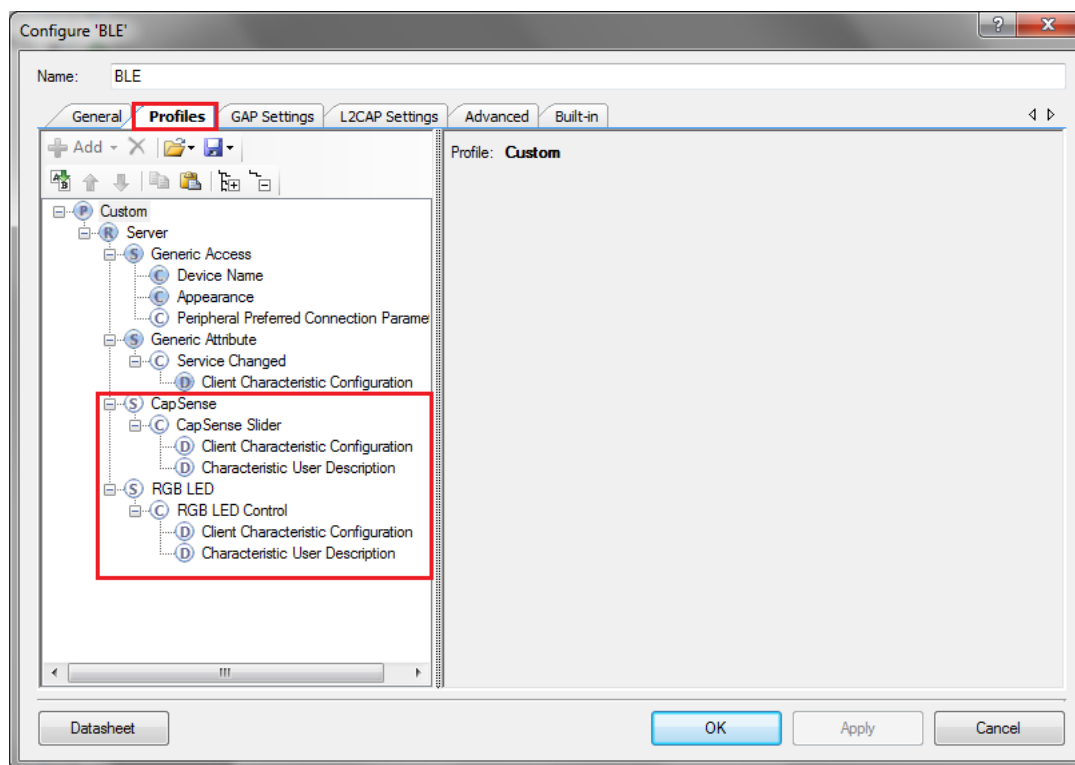 Configure 'BLE'
Name: BLE
General Profiles GAP Settings L2CAP Settings Advanced Built-in
Add
Profile: Custom
P Custom
R Server
S Generic Access
C Device Name
C Appearance
C Peripheral Preferred Connection Parame
S Generic Attribute
C Service Changed
D Client Characteristic Configuration
S CapSense
C CapSense Slider
D Client Characteristic Configuration
D Characteristic User Description
S RGB LED
C RGB LED Control
D Client Characteristic Configuration
D Characteristic User Description
Datasheet OK Apply Cancel